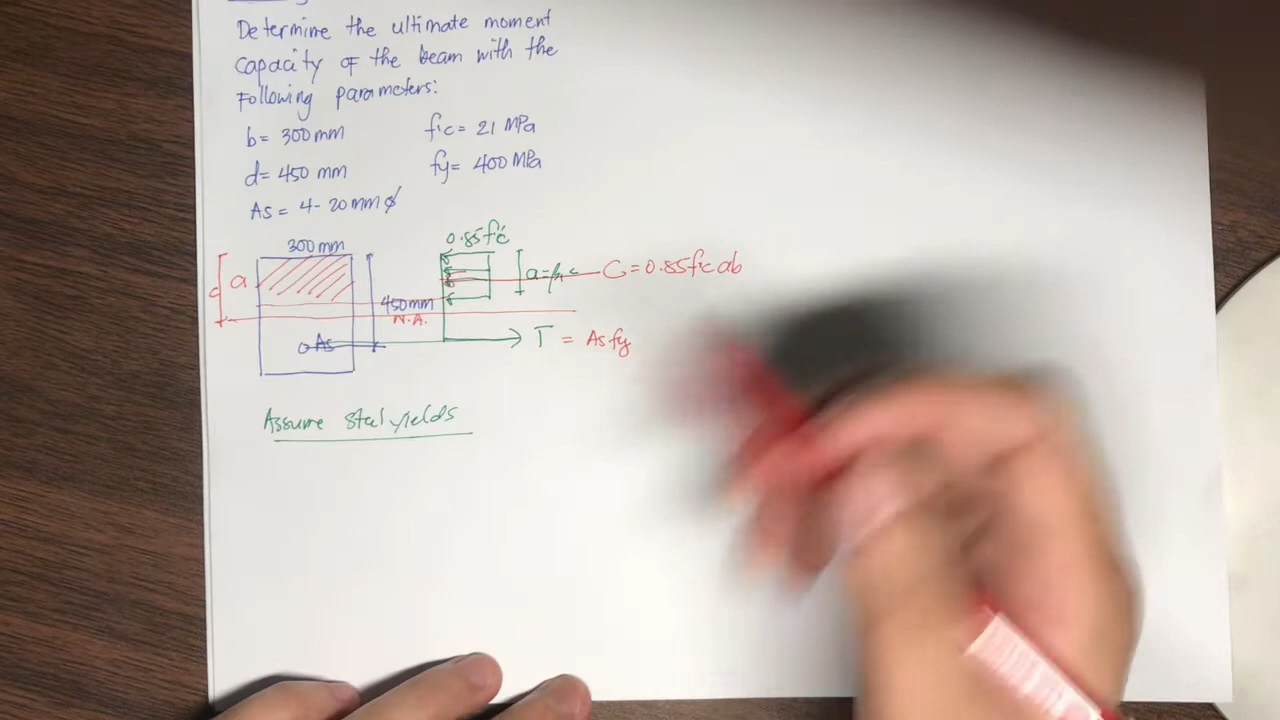 Determine the ultimate moment
capacity of the beam with the
following parameters:
b = 300 mm f'c = 21 MPa
d = 450 mm fy = 400 MPa
As = 4 - 20 mm ϕ
0.85f'c
300 mm
a
c
a = β1c
C = 0.85f'c ab
450mm
N.A.
As
T = As fy
Assume steel yields